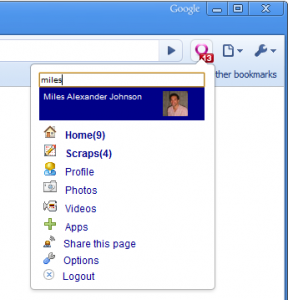 Google
3
ther bookmarks
miles
Miles Alexander Johnson
Home(9)
Scraps(4)
Profile
Photos
Videos
Apps
Share this page
Options
Logout